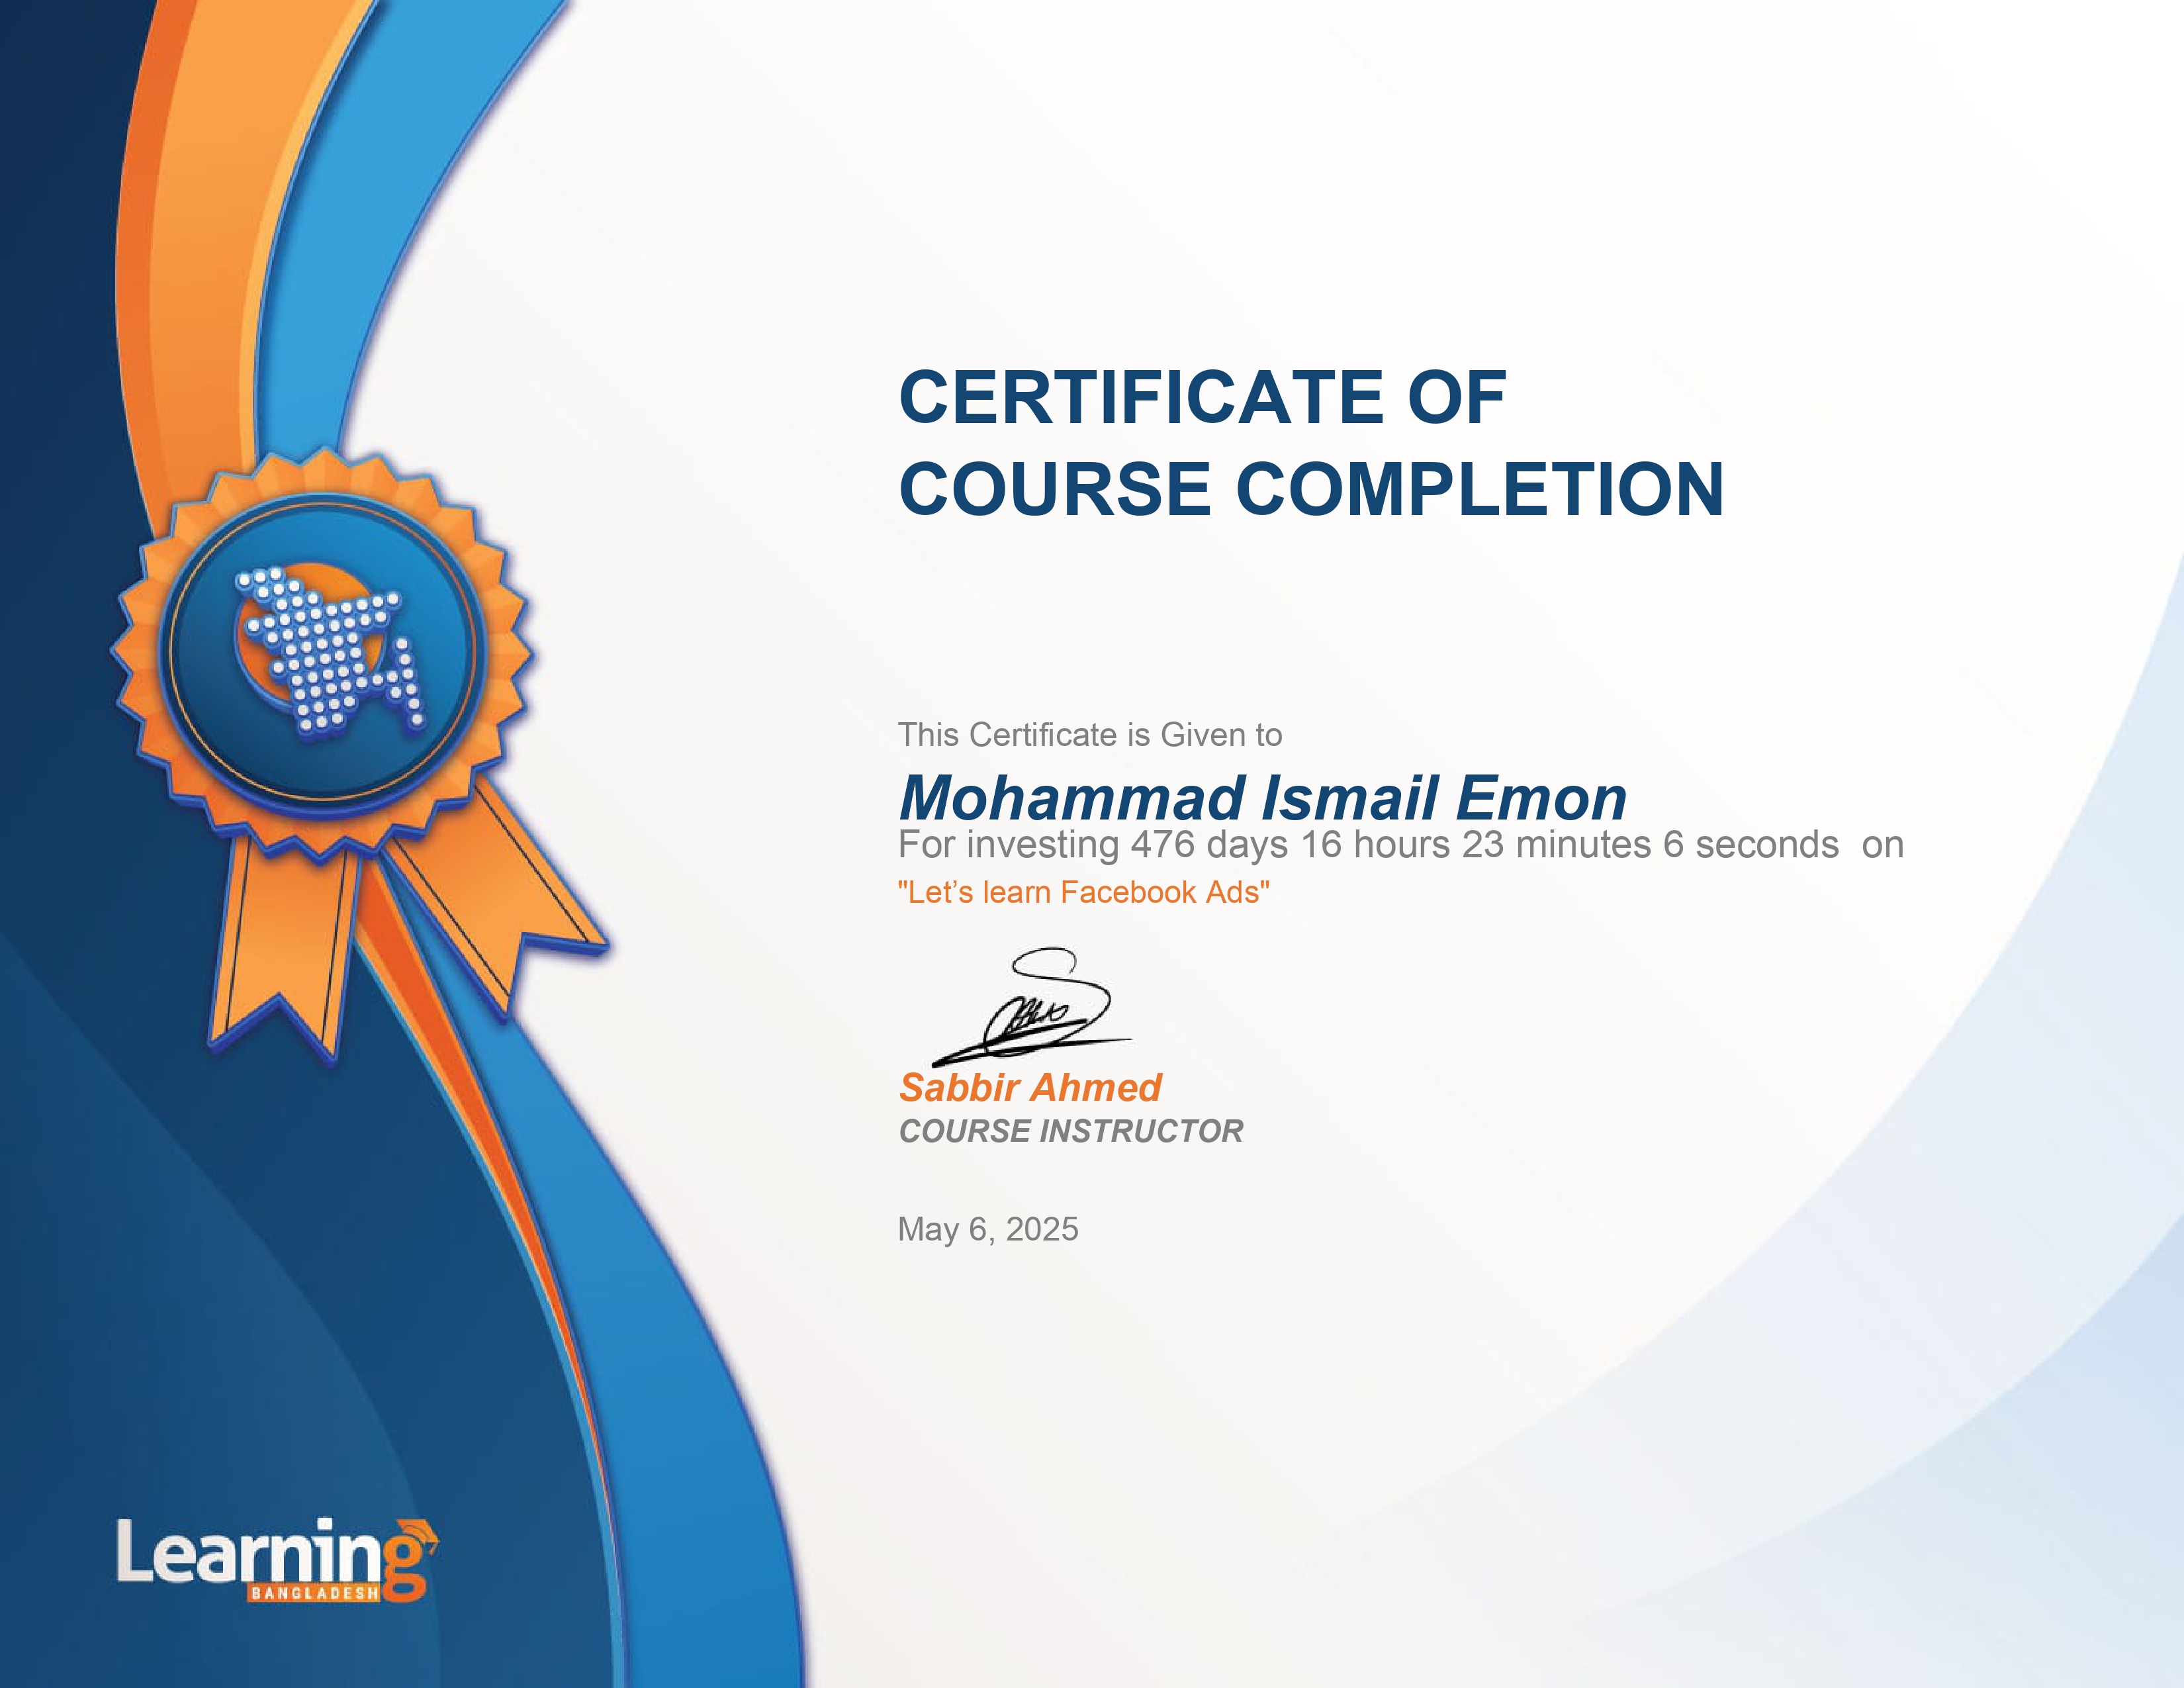 CERTIFICATE OF
COURSE COMPLETION
This Certificate is Given to
Mohammad Ismail Emon
For investing 476 days 16 hours 23 minutes 6 seconds  on
"Let’s learn Facebook Ads"
Sabbir Ahmed
COURSE INSTRUCTOR
May 6, 2025
Learning
BANGLADESH